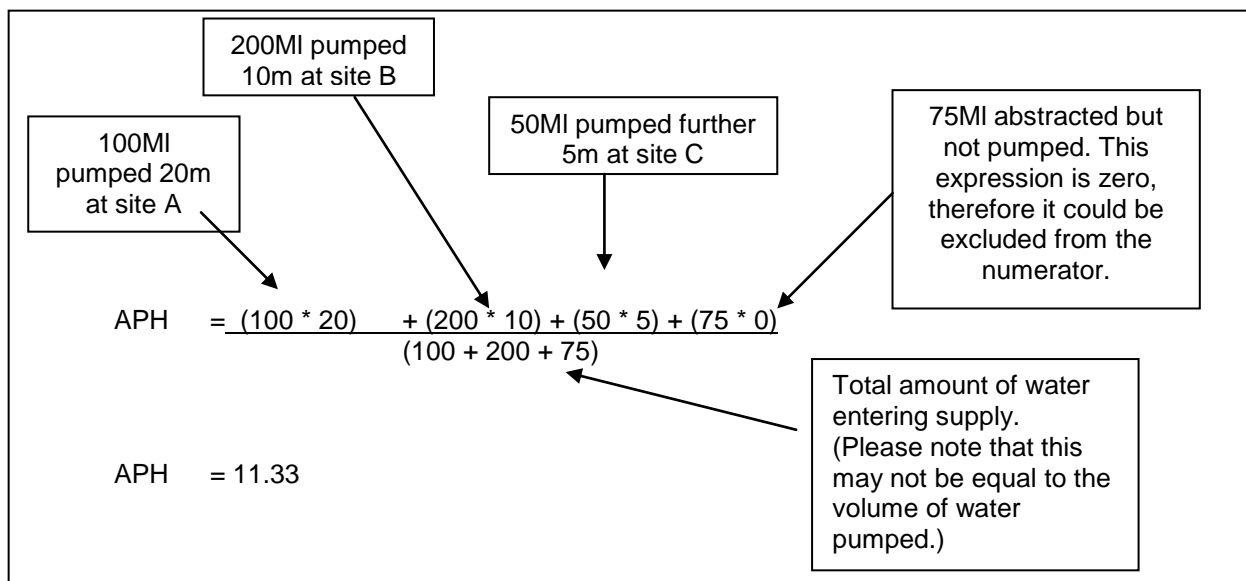 200Ml pumped
10m at site B
100Ml
pumped 20m
at site A
50Ml pumped further
5m at site C
75Ml abstracted but
not pumped. This
expression is zero,
therefore it could be
excluded from the
numerator.
APH = (100 * 20) + (200 * 10) + (50 * 5) + (75 * 0)
(100 + 200 + 75)
Total amount of water
entering supply.
(Please note that this
may not be equal to the
volume of water
pumped.)
APH = 11.33